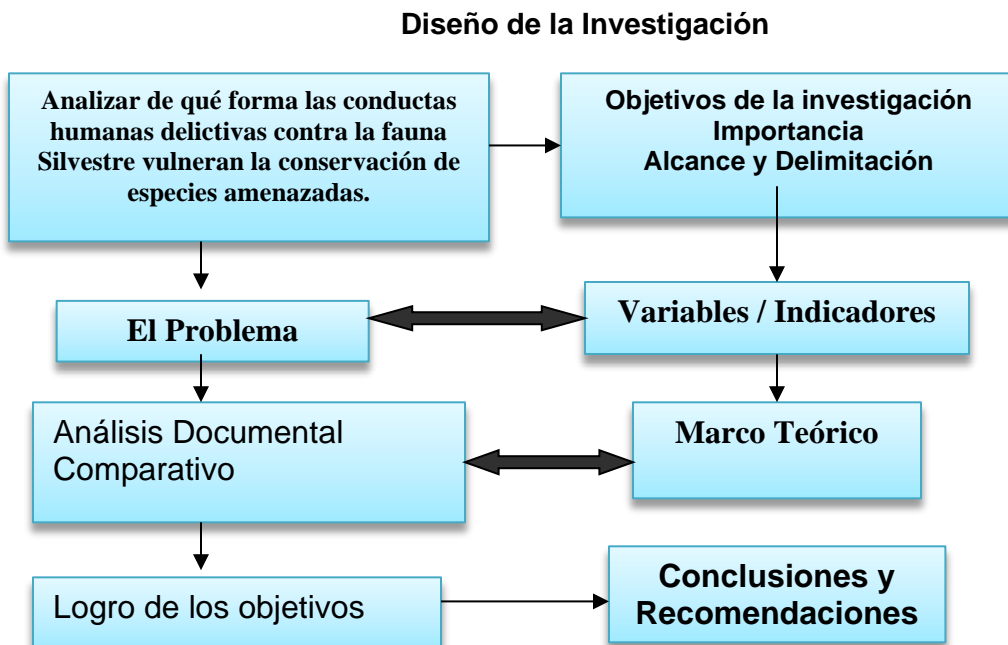 Diseño de la Investigación
Analizar de qué forma las conductas
humanas delictivas contra la fauna
Silvestre vulneran la conservación de
especies amenazadas.
Objetivos de la investigación
Importancia
Alcance y Delimitación
El Problema
Variables / Indicadores
Análisis Documental
Comparativo
Marco Teórico
Logro de los objetivos
Conclusiones y
Recomendaciones